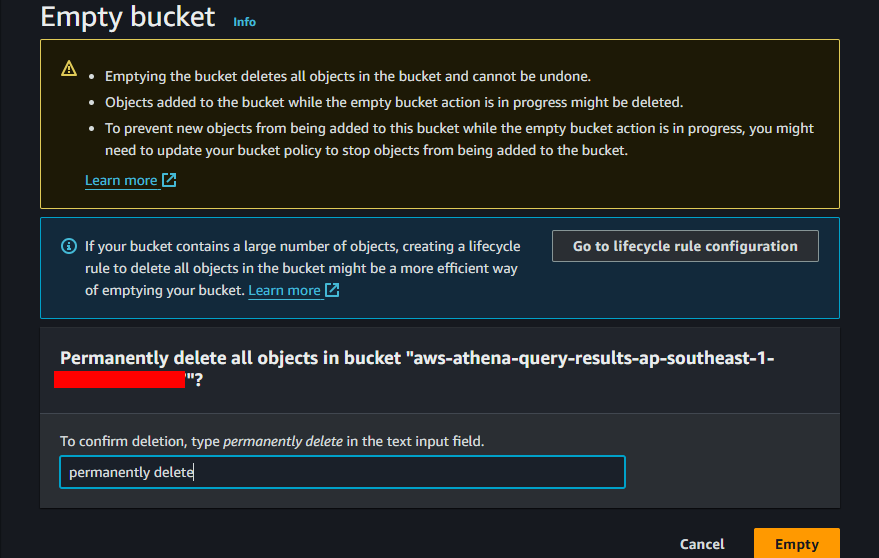 Empty bucket Info
Emptying the bucket deletes all objects in the bucket and cannot be undone.
Objects added to the bucket while the empty bucket action is in progress might be deleted.
To prevent new objects from being added to this bucket while the empty bucket action is in progress, you might
need to update your bucket policy to stop objects from being added to the bucket.
Learn more
If your bucket contains a large number of objects, creating a lifecycle
rule to delete all objects in the bucket might be a more efficient way
of emptying your bucket. Learn more
Go to lifecycle rule configuration
Permanently delete all objects in bucket "aws-athena-query-results-ap-southeast-1-
"?
To confirm deletion, type permanently delete in the text input field.
permanently delete
Cancel Empty